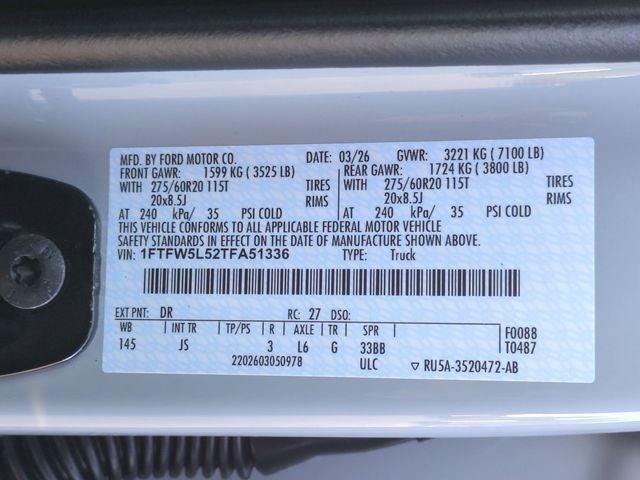 MFD. BY FORD MOTOR CO. DATE: 03/26 GVWR: 3221 KG ( 7100 LB)
FRONT GAWR: 1599 KG ( 3525 LB) REAR GAWR: 1724 KG ( 3800 LB)
WITH 275/60R20 115T TIRES WITH 275/60R20 115T TIRES
20x8.5J RIMS 20x8.5J RIMS
AT 240 kPa/ 35 PSI COLD AT 240 kPa/ 35 PSI COLD
THIS VEHICLE CONFORMS TO ALL APPLICABLE FEDERAL MOTOR VEHICLE
SAFETY STANDARDS IN EFFECT ON THE DATE OF MANUFACTURE SHOWN ABOVE.
VIN: 1FTFW5L52TFA51336 TYPE: Truck
EXT PNT: DR RC: 27 DSO:
WB INT TR TP/PS R AXLE TR SPR F0088
145 JS 3 L6 G 33BB T0487
2202603050978 ULC ▽ RU5A-3520472-AB